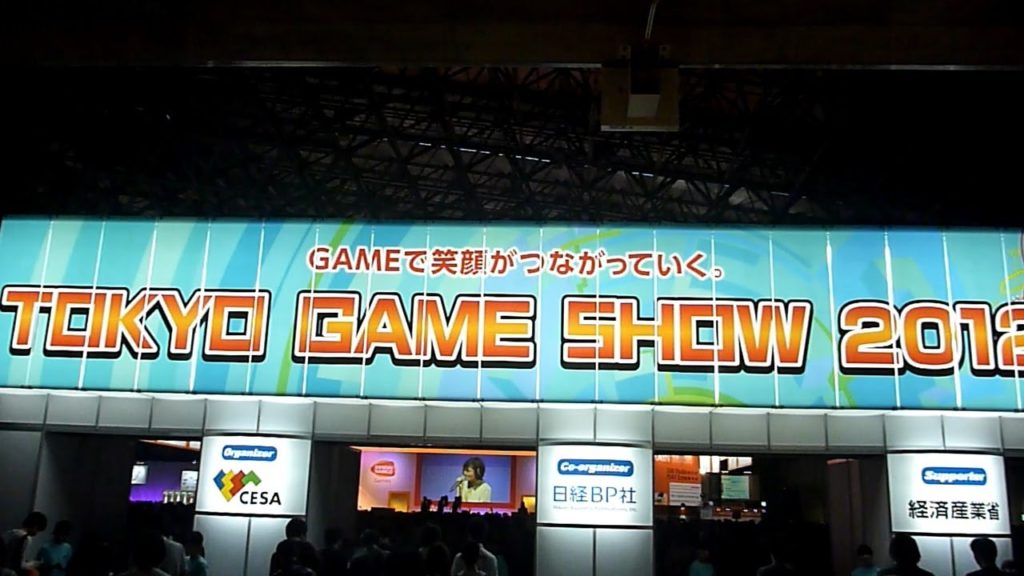 GAMEで笑顔がつながっていく。
TOKYO GAME SHOW 2012
Organizer
CESA
Co-organizer
日経BP社
Supporter
経済産業省